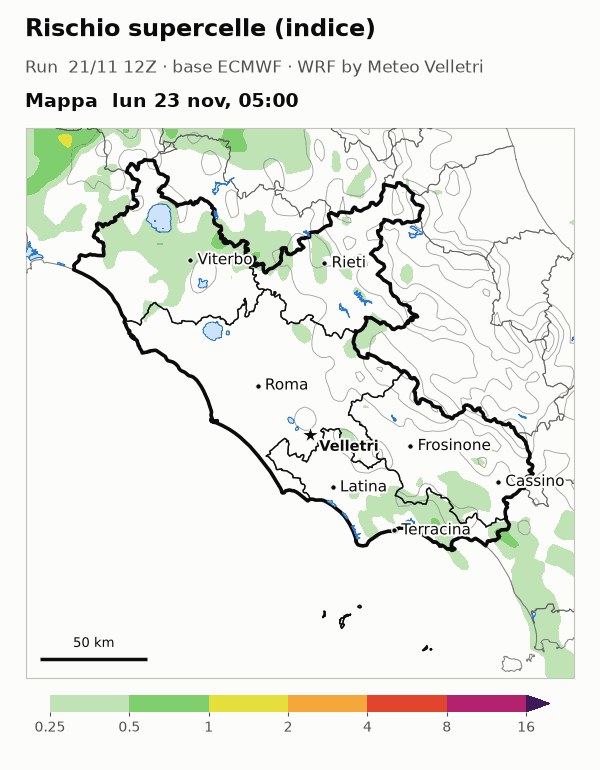 Rischio supercelle (indice)
Run  21/11 12Z · base ECMWF · WRF by Meteo Velletri
Mappa  lun 23 nov, 05:00
Viterbo
Rieti
Roma
Velletri
Frosinone
Latina
Cassino
Terracina
50 km
0.25 0.5 1 2 4 8 16